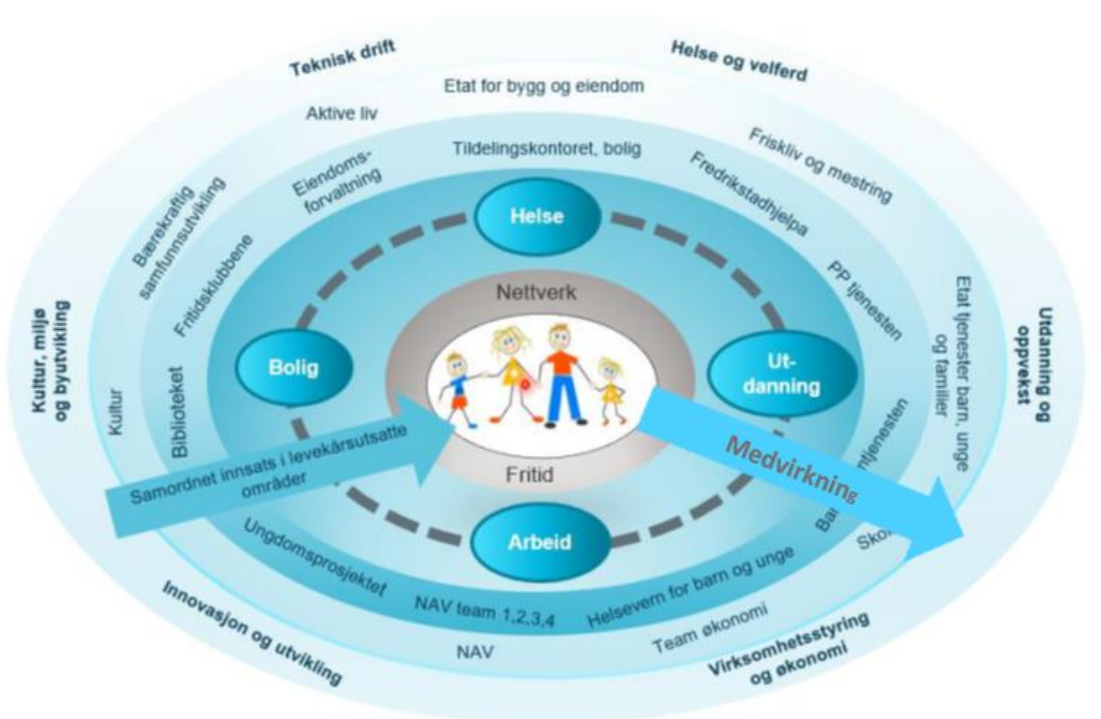 Teknisk drift
Helse og velferd
Etat for bygg og eiendom
Aktive liv
Friskliv og mestring
Tildelingskontoret, bolig
Eiendoms-
forvaltning
Fredrikstadhjelpa
Bærekraftig
samfunnsutvikling
Helse
Fritidsklubbene
PP tjenesten
Nettverk
Kultur, miljø
og byutvikling
Kultur
Biblioteket
Bolig
Ut-
danning
Etat tjenester barn, unge
og familier
Utdanning og
oppvekst
Samordnet innsats i levekårsutsatte
områder
Medvirkning
Fritid
Arbeid
Ungdomsprosjektet
NAV team 1,2,3,4
Helsevern for barn og unge
NAV
Team økonomi
Innovasjon og utvikling
Virksomhetsstyring
og økonomi